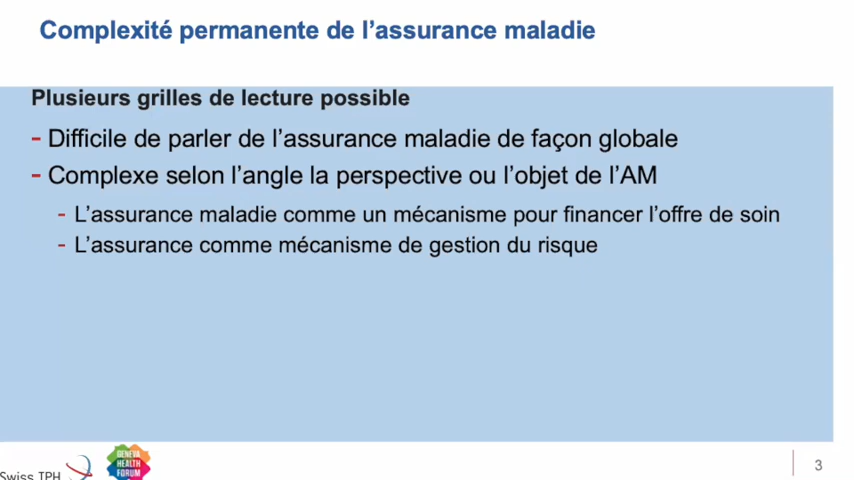 Complexité permanente de l'assurance maladie
Plusieurs grilles de lecture possible
- Difficile de parler de l'assurance maladie de façon globale
- Complexe selon l'angle la perspective ou l'objet de l'AM
- L'assurance maladie comme un mécanisme pour financer l'offre de soin
- L'assurance comme mécanisme de gestion du risque
Swiss TPH
GENEVA
HEALTH
FORUM
3